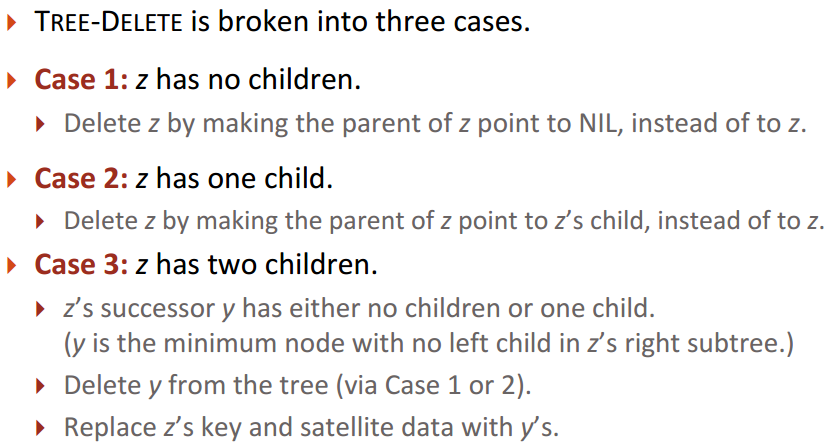 TREE-DELETE is broken into three cases.
Case 1: z has no children.
Delete z by making the parent of z point to NIL, instead of to z.
Case 2: z has one child.
Delete z by making the parent of z point to z’s child, instead of to z.
Case 3: z has two children.
z’s successor y has either no children or one child.
(y is the minimum node with no left child in z’s right subtree.)
Delete y from the tree (via Case 1 or 2).
Replace z’s key and satellite data with y’s.